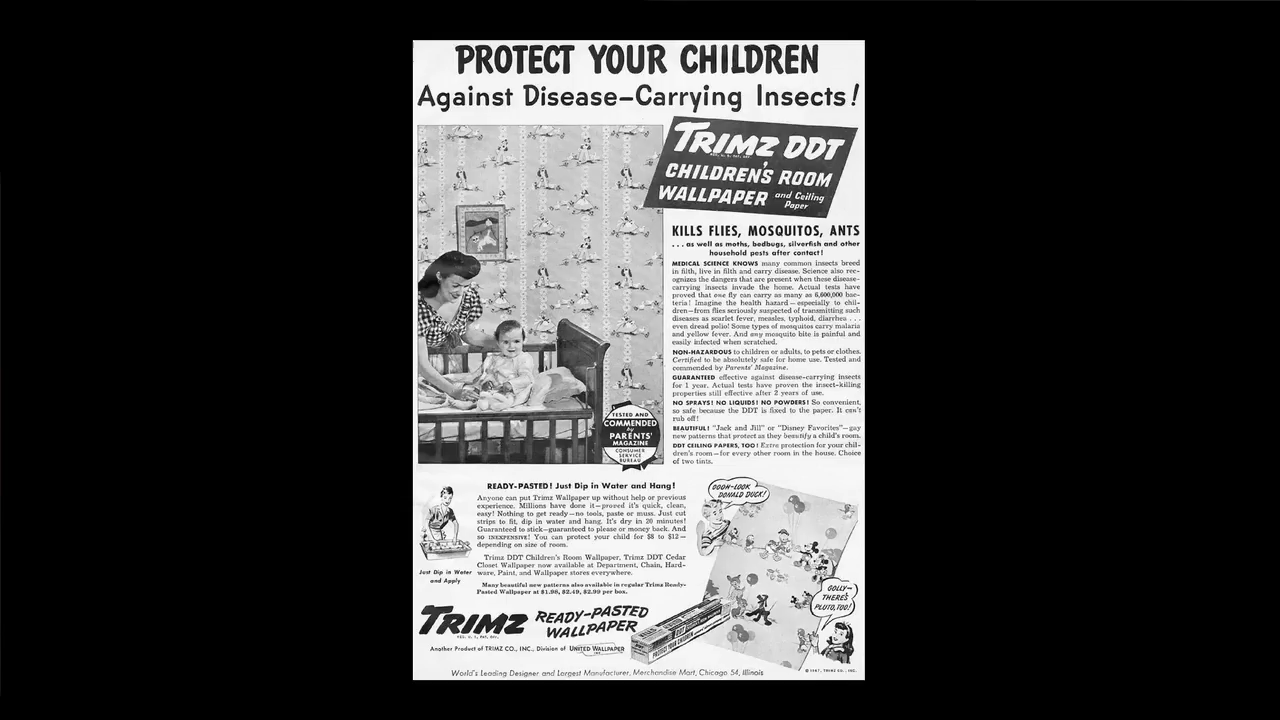 PROTECT YOUR CHILDREN
Against Disease-Carrying Insects!
TRIMZ DDT
REG. U. S. PAT. OFF.
CHILDREN'S ROOM
WALLPAPER and Ceiling
Paper
KILLS FLIES, MOSQUITOS, ANTS
. . . as well as moths, bedbugs, silverfish and other
household pests after contact!
MEDICAL SCIENCE KNOWS many common insects breed
in filth, live in filth and carry disease. Science also rec-
ognizes the dangers that are present when these disease-
carrying insects invade the home. Actual tests have
proved that one fly can carry as many as 6,600,000 bac-
teria! Imagine the health hazard—especially to chil-
dren—from flies seriously suspected of transmitting such
diseases as scarlet fever, measles, typhoid, diarrhea . . .
even dread polio! Some types of mosquitos carry malaria
and yellow fever. And any mosquito bite is painful and
easily infected when scratched.
NON-HAZARDOUS to children or adults, to pets or clothes.
Certified to be absolutely safe for home use. Tested and
commended by Parents' Magazine.
GUARANTEED effective against disease-carrying insects
for 1 year. Actual tests have proven the insect-killing
properties still effective after 2 years of use.
NO SPRAYS! NO LIQUIDS! NO POWDERS! So convenient,
so safe because the DDT is fixed to the paper. It can't
rub off!
BEAUTIFUL! "Jack and Jill" or "Disney Favorites"—gay
new patterns that protect as they beautify a child's room.
DDT CEILING PAPERS, TOO! Extra protection for your chil-
dren's room—for every other room in the house. Choice
of two tints.
TESTED AND
COMMENDED
by
PARENTS'
MAGAZINE
CONSUMER
SERVICE
BUREAU
READY-PASTED! Just Dip in Water and Hang!
Anyone can put Trimz Wallpaper up without help or previous
experience. Millions have done it—proved it's quick, clean,
easy! Nothing to get ready—no tools, paste or muss. Just cut
strips to fit, dip in water and hang. It's dry in 20 minutes!
Guaranteed to stick—guaranteed to please or money back. And
SO INEXPENSIVE! You can protect your child for $8 to $12—
depending on size of room.
Trimz DDT Children's Room Wallpaper, Trimz DDT Cedar
Closet Wallpaper now available at Department, Chain, Hard-
ware, Paint, and Wallpaper stores everywhere.
Many beautiful new patterns also available in regular Trimz Ready-
Pasted Wallpaper at $1.98, $2.49, $2.99 per box.
Just Dip in Water
and Apply
OOOH-LOOK
DONALD DUCK!
GOLLY-
THERE'S
PLUTO, TOO!
TRIMZ READY-PASTED
WALLPAPER
REG. U. S. PAT. OFF.
PROTECT YOUR CHILDREN
Another Product of TRIMZ CO., INC., Division of UNITED WALLPAPER
INC.
© 1947, TRIMZ CO., INC.
World's Leading Designer and Largest Manufacturer, Merchandise Mart, Chicago 54, Illinois